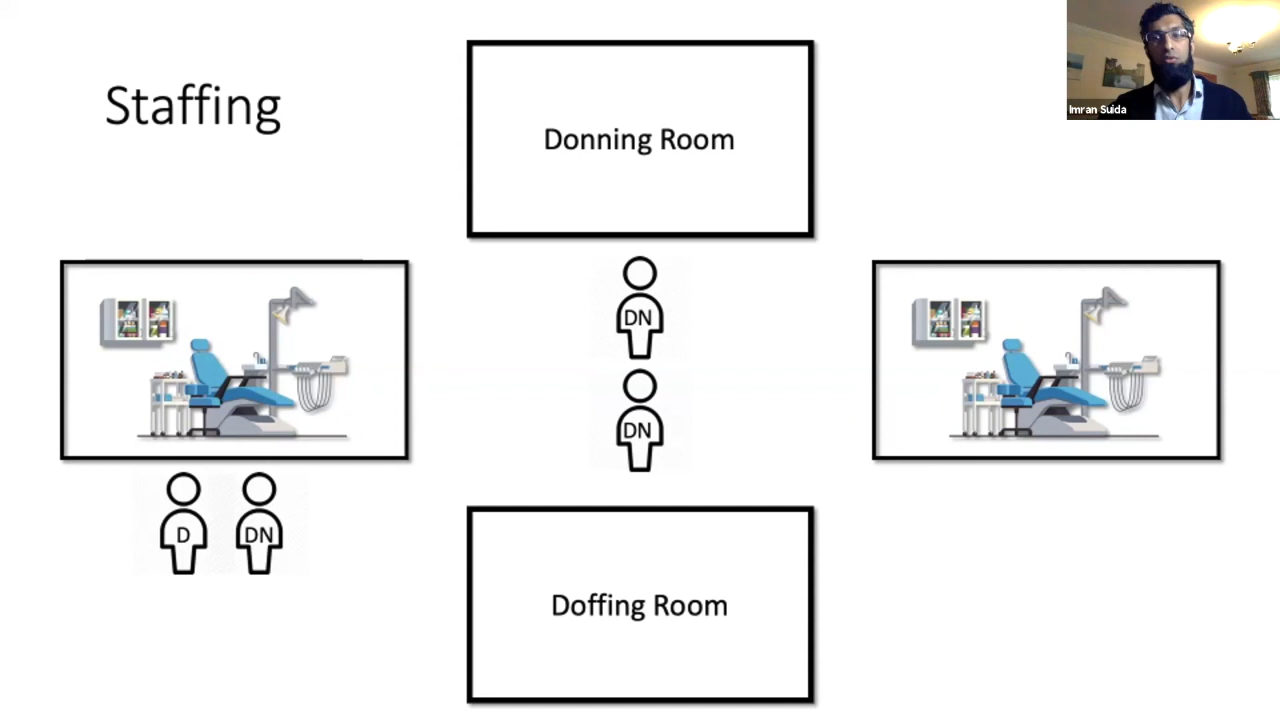 Staffing
Imran Suida
Donning Room
DN
DN
D
DN
Doffing Room